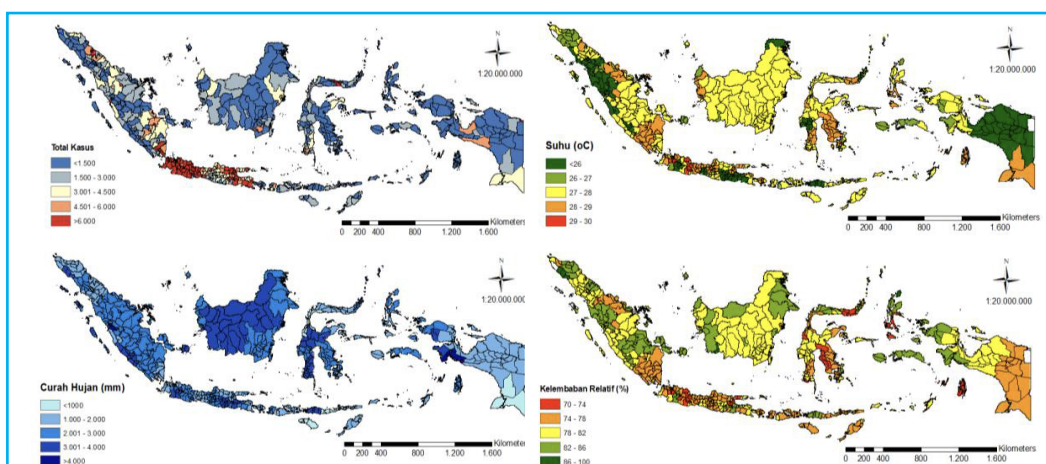 N
1:20 000 000
Total Kasus
<1.500
1.500 - 3.000
3.001 - 4.500
4.501 - 6.000
>6.000
Kilometers
0 200 400 800 1.200 1.600
N
1:20 000 000
Suhu (oC)
<26
26 - 27
27 - 28
28 - 29
29 - 30
Kilometers
0 200 400 800 1.200 1.600
N
1:20 000 000
Curah Hujan (mm)
<1000
1.000 - 2.000
2.001 - 3.000
3.001 - 4.000
>4.000
Kilometers
0 200 400 800 1.200 1.600
N
1:20 000 000
Kelembaban Relatif (%)
70 - 74
74 - 78
78 - 82
82 - 86
86 - 100
Kilometers
0 200 400 800 1.200 1.600